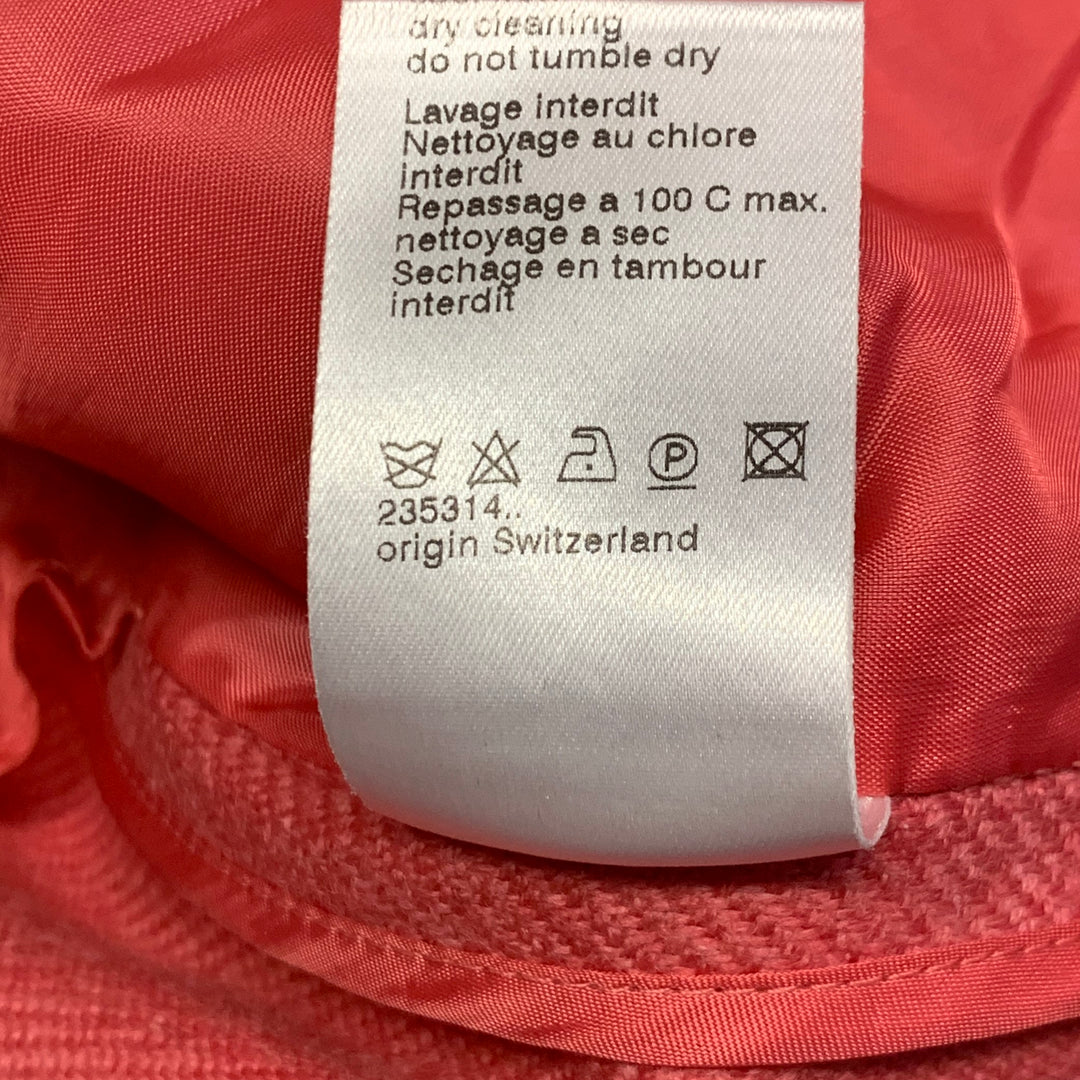 dry cleaning
do not tumble dry
Lavage interdit
Nettoyage au chlore
interdit
Repassage a 100 C max.
nettoyage a sec
Sechage en tambour
interdit
P
235314..
origin Switzerland